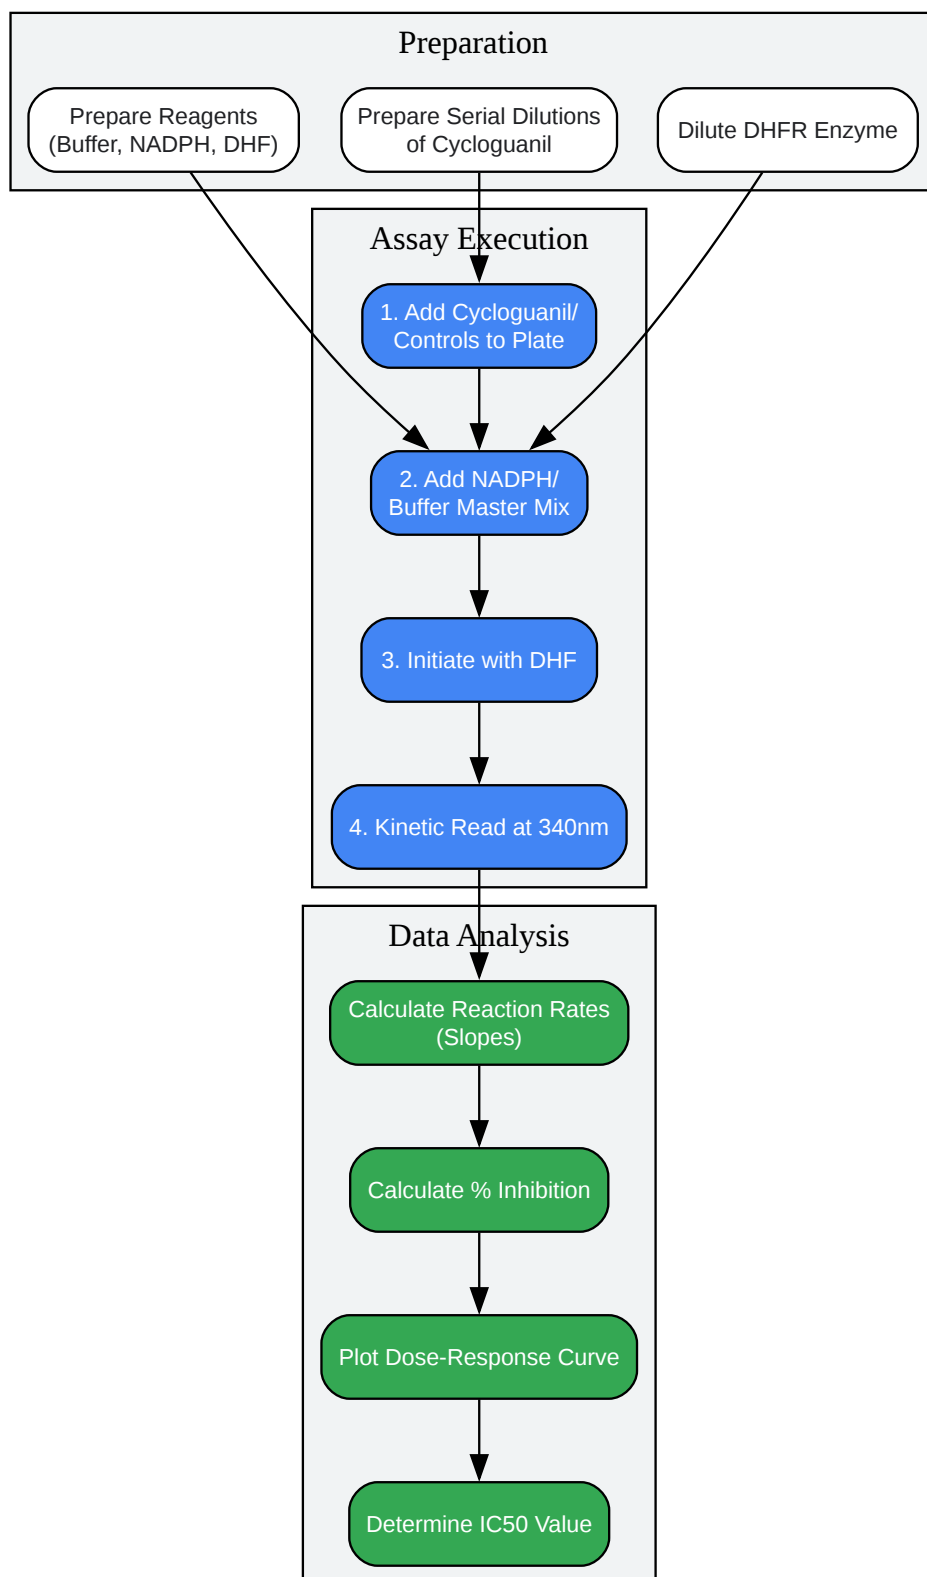 Preparation
Prepare Reagents
(Buffer, NADPH, DHF)
Prepare Serial Dilutions
of Cycloguanil
Dilute DHFR Enzyme
Assay Execution
1. Add Cycloguanil/
Controls to Plate
2. Add NADPH/
Buffer Master Mix
3. Initiate with DHF
4. Kinetic Read at 340nm
Data Analysis
Calculate Reaction Rates
(Slopes)
Calculate % Inhibition
Plot Dose-Response Curve
Determine IC50 Value